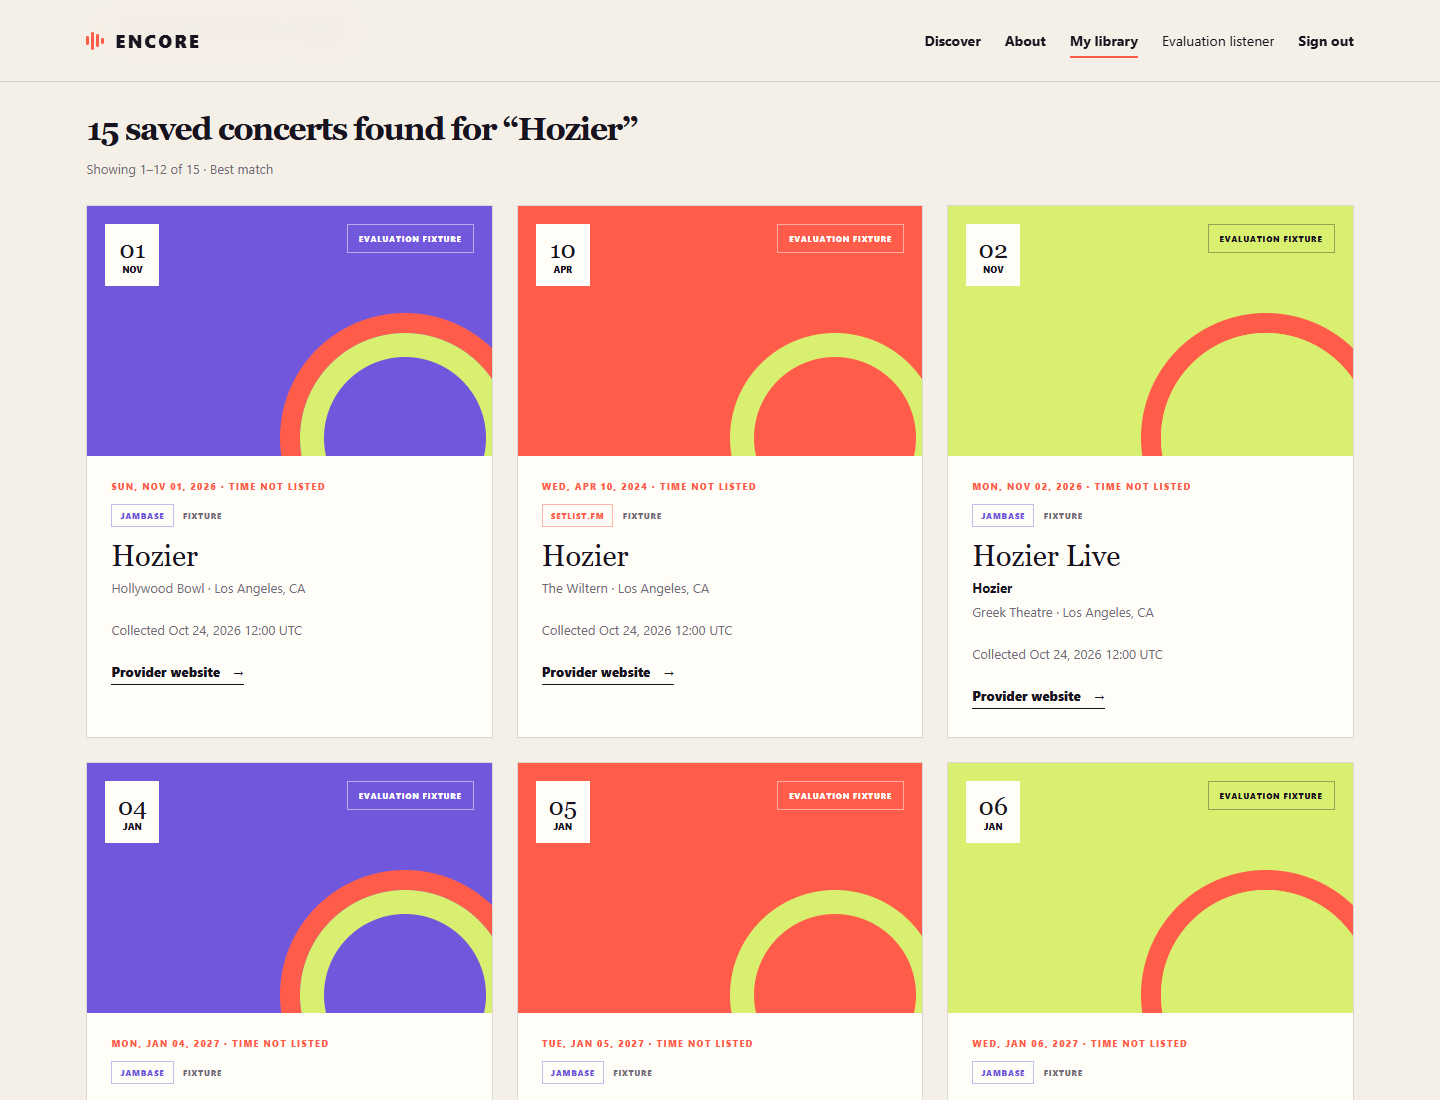 ENCORE
Discover About My library Evaluation listener Sign out
15 saved concerts found for “Hozier”
Showing 1–12 of 15 · Best match
01
NOV
EVALUATION FIXTURE
SUN, NOV 01, 2026 · TIME NOT LISTED
JAMBASE FIXTURE
Hozier
Hollywood Bowl · Los Angeles, CA
Collected Oct 24, 2026 12:00 UTC
Provider website →
10
APR
EVALUATION FIXTURE
WED, APR 10, 2024 · TIME NOT LISTED
SETLIST.FM FIXTURE
Hozier
The Wiltern · Los Angeles, CA
Collected Oct 24, 2026 12:00 UTC
Provider website →
02
NOV
EVALUATION FIXTURE
MON, NOV 02, 2026 · TIME NOT LISTED
JAMBASE FIXTURE
Hozier Live
Hozier
Greek Theatre · Los Angeles, CA
Collected Oct 24, 2026 12:00 UTC
Provider website →
04
JAN
EVALUATION FIXTURE
MON, JAN 04, 2027 · TIME NOT LISTED
JAMBASE FIXTURE
05
JAN
EVALUATION FIXTURE
TUE, JAN 05, 2027 · TIME NOT LISTED
JAMBASE FIXTURE
06
JAN
EVALUATION FIXTURE
WED, JAN 06, 2027 · TIME NOT LISTED
JAMBASE FIXTURE